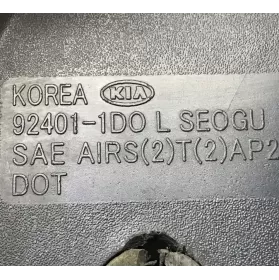 KOREA KIA
92401-1DO L SEOGU
SAE AIRS(2)T(2)AP2
DOT